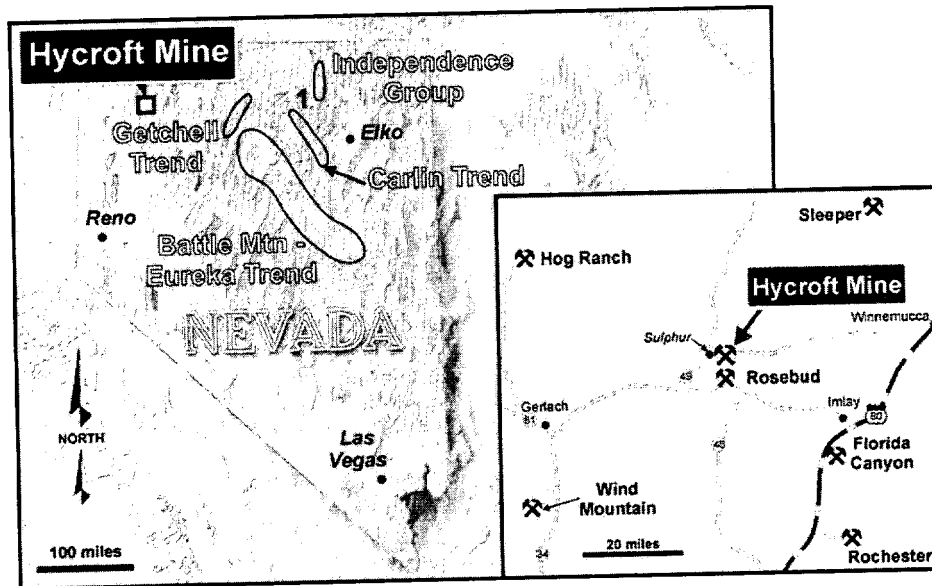 Hycroft Mine
Independence
Group
1
Getchell
Trend
Elko
Carlin Trend
Reno
Battle Mtn -
Eureka Trend
NEVADA
NORTH
Las
Vegas
100 miles
Sleeper
Hog Ranch
Hycroft Mine
Winnemucca
Sulphur
49
Rosebud
Gerlach
81
Imlay
80
48
Florida
Canyon
Wind
Mountain
34
20 miles
Rochester